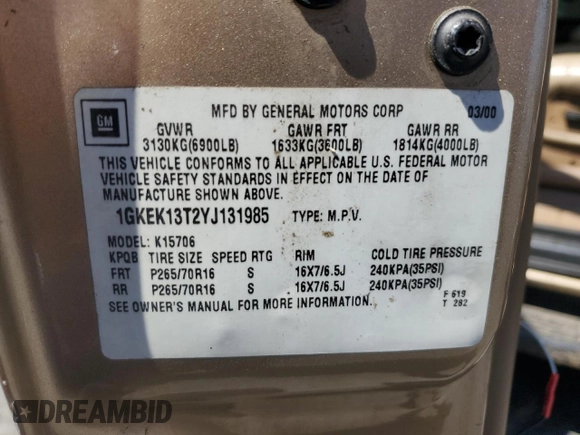 GM
MFD BY GENERAL MOTORS CORP 03/00
GVWR GAWR FRT GAWR RR
3130KG(6900LB) 1633KG(3600LB) 1814KG(4000LB)
THIS VEHICLE CONFORMS TO ALL APPLICABLE U.S. FEDERAL MOTOR
VEHICLE SAFETY STANDARDS IN EFFECT ON THE DATE OF
MANUFACTURE SHOWN ABOVE.
1GKEK13T2YJ131985 TYPE: M.P.V.
MODEL: K15706
KPQB TIRE SIZE SPEED RTG RIM COLD TIRE PRESSURE
FRT P265/70R16 S 16X7/6.5J 240KPA(35PSI)
RR P265/70R16 S 16X7/6.5J 240KPA(35PSI)
SEE OWNER'S MANUAL FOR MORE INFORMATION.
F 619
T 282
DREAMBID